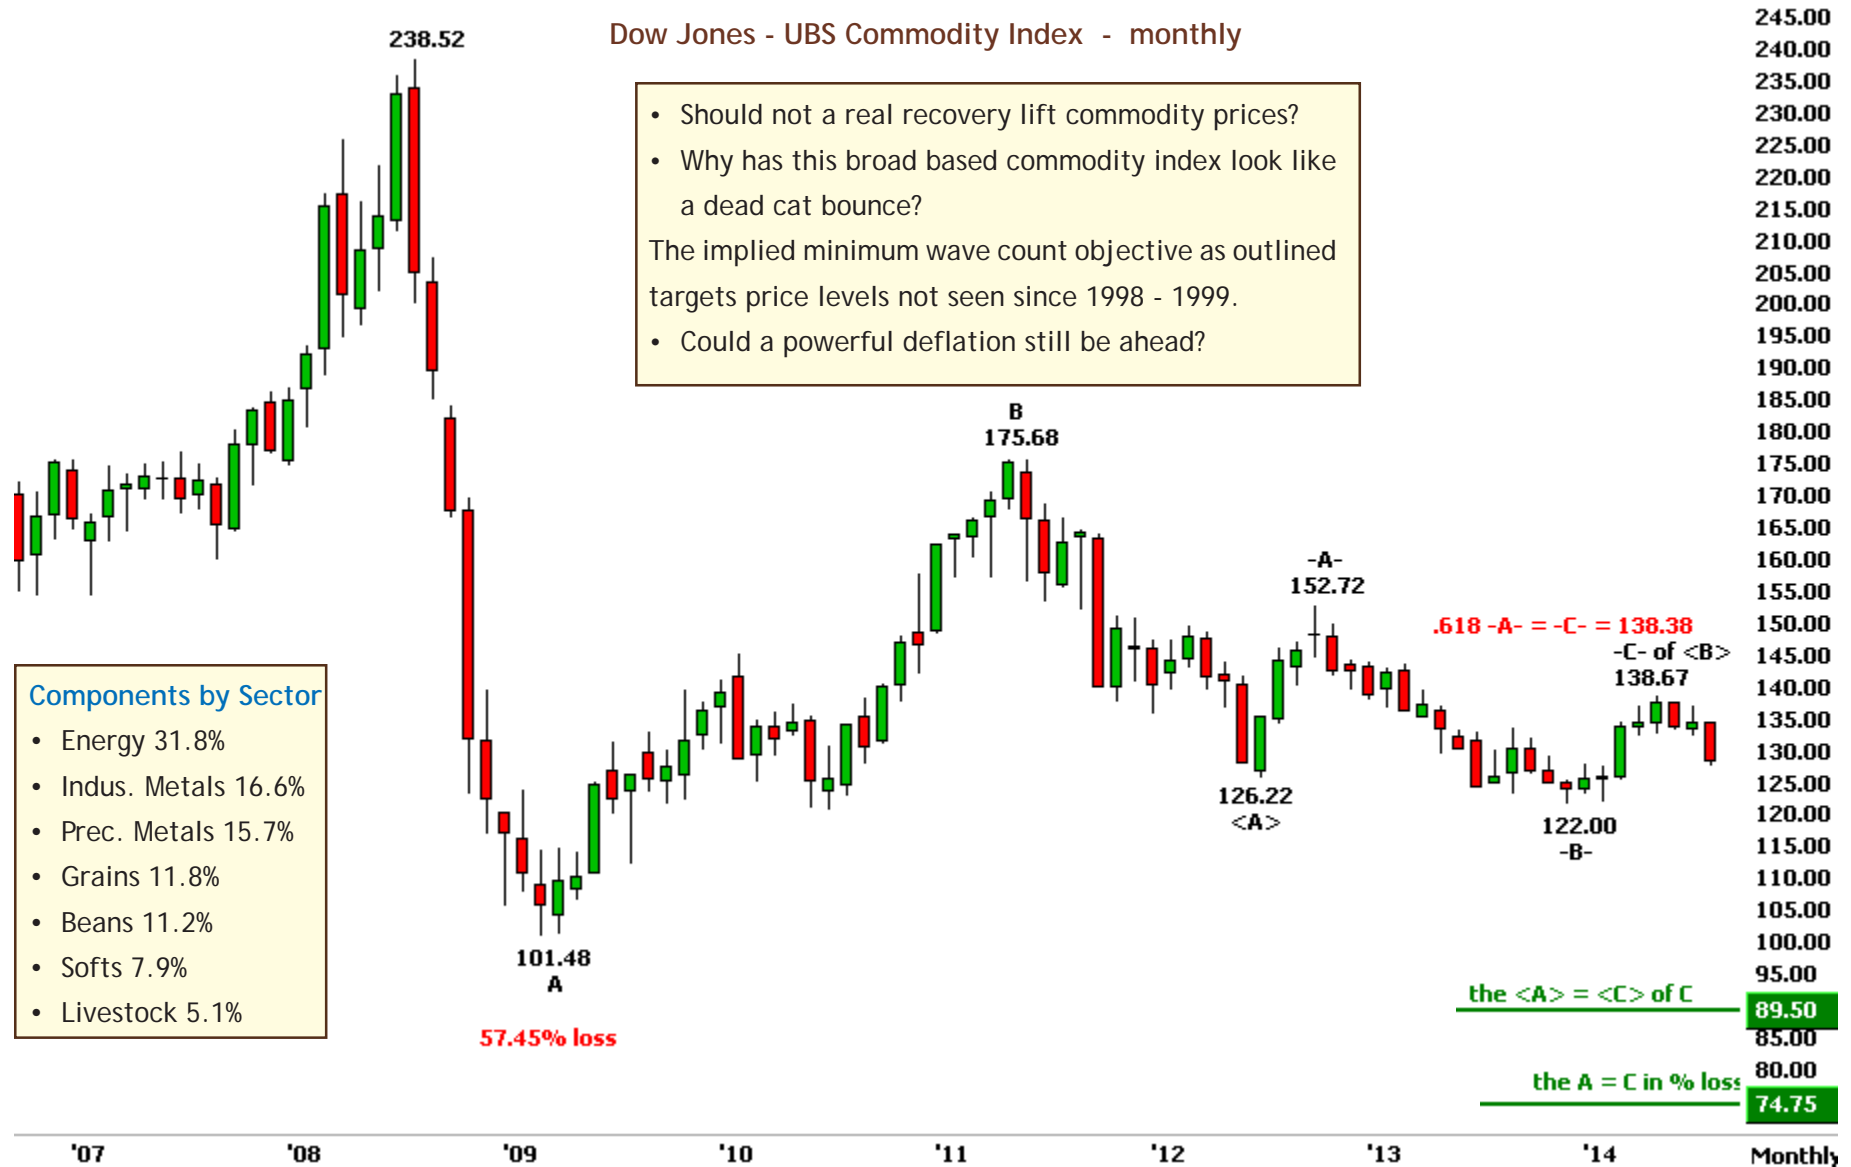 Dow Jones - UBS Commodity Index - monthly
238.52
• Should not a real recovery lift commodity prices?
• Why has this broad based commodity index look like
a dead cat bounce?
The implied minimum wave count objective as outlined
targets price levels not seen since 1998 - 1999.
• Could a powerful deflation still be ahead?
B
175.68
-A-
152.72
.618 -A- = -C- = 138.38
-C- of <B>
138.67
126.22
<A>
122.00
-B-
101.48
A
57.45% loss
Components by Sector
• Energy 31.8%
• Indus. Metals 16.6%
• Prec. Metals 15.7%
• Grains 11.8%
• Beans 11.2%
• Softs 7.9%
• Livestock 5.1%
the <A> = <C> of C
the A = C in % loss
245.00
240.00
235.00
230.00
225.00
220.00
215.00
210.00
205.00
200.00
195.00
190.00
185.00
180.00
175.00
170.00
165.00
160.00
155.00
150.00
145.00
140.00
135.00
130.00
125.00
120.00
115.00
110.00
105.00
100.00
95.00
89.50
85.00
80.00
74.75
'07 '08 '09 '10 '11 '12 '13 '14 Monthly